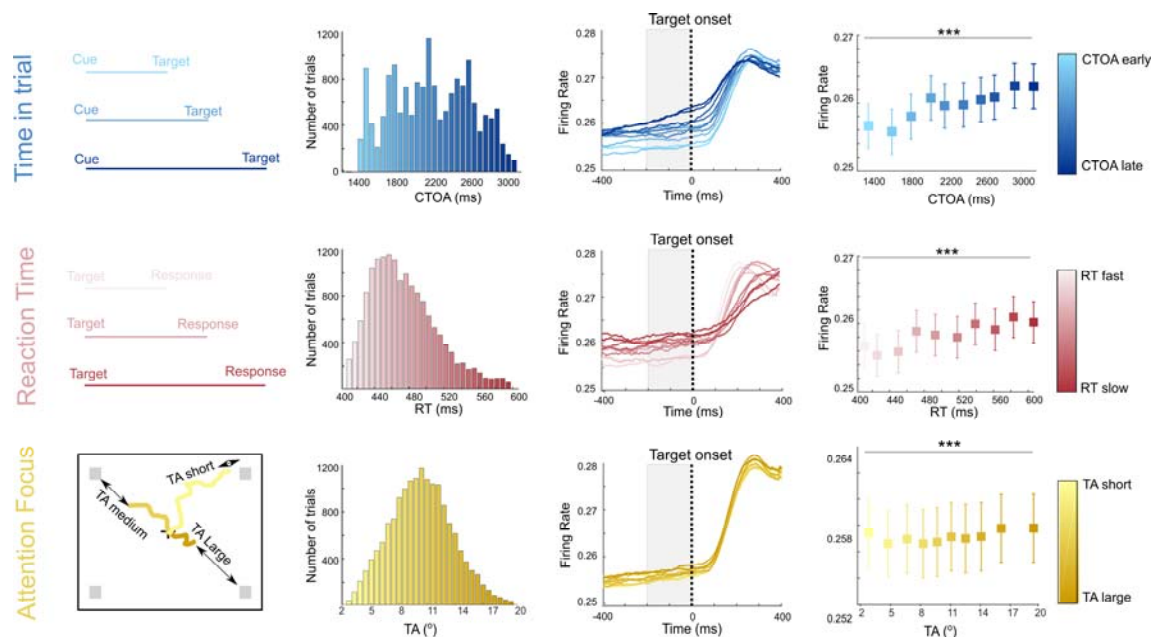 Time in trial
Cue Target
Cue Target
Cue Target
Number of trials
1200
800
400
0
1400 1800 2200 2600 3000
CTOA (ms)
Target onset
Firing Rate
0.28
0.27
0.26
0.25
-400 0 400
Time (ms)
***
Firing Rate
0.27
0.26
0.25
1400 1800 2200 2600 3000
CTOA (ms)
CTOA early
CTOA late
Reaction Time
Target Response
Target Response
Target Response
Number of trials
1200
800
400
0
400 440 480 520 560 600
RT (ms)
Target onset
Firing Rate
0.28
0.27
0.26
0.25
-400 0 400
Time (ms)
***
Firing Rate
0.27
0.26
0.25
400 440 480 520 560 600
RT (ms)
RT fast
RT slow
Attention Focus
TA short
TA medium
TA Large
Number of trials
1200
800
400
0
2 5 8 11 14 17 20
TA (º)
Target onset
Firing Rate
0.28
0.27
0.26
0.25
-400 0 400
Time (ms)
***
Firing Rate
0.264
0.258
0.252
2 5 8 11 14 17 20
TA (º)
TA short
TA large